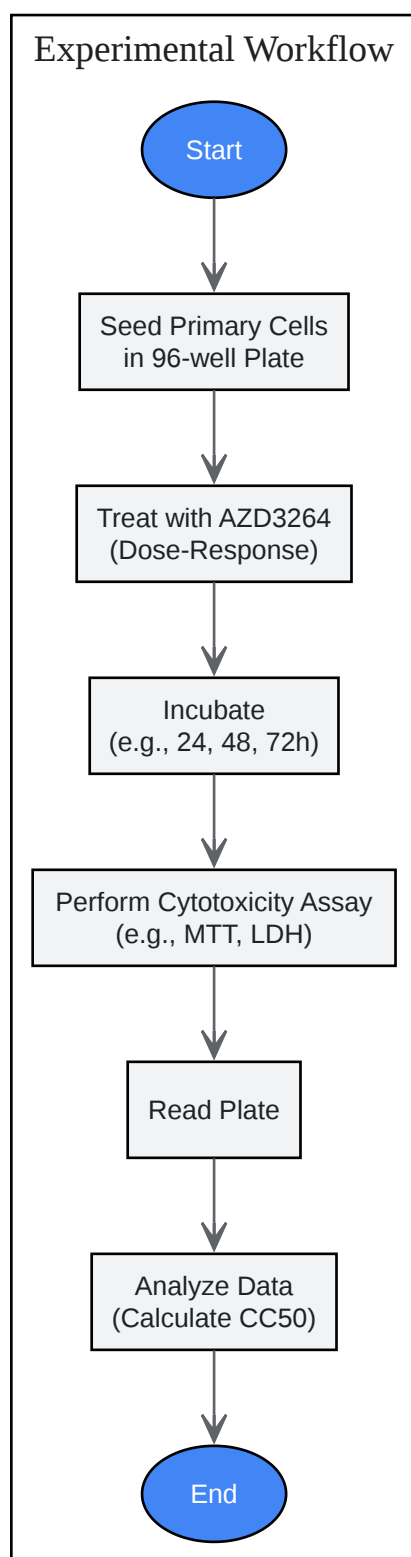 Experimental Workflow
Start
Seed Primary Cells
in 96-well Plate
Treat with AZD3264
(Dose-Response)
Incubate
(e.g., 24, 48, 72h)
Perform Cytotoxicity Assay
(e.g., MTT, LDH)
Read Plate
Analyze Data
(Calculate CC50)
End